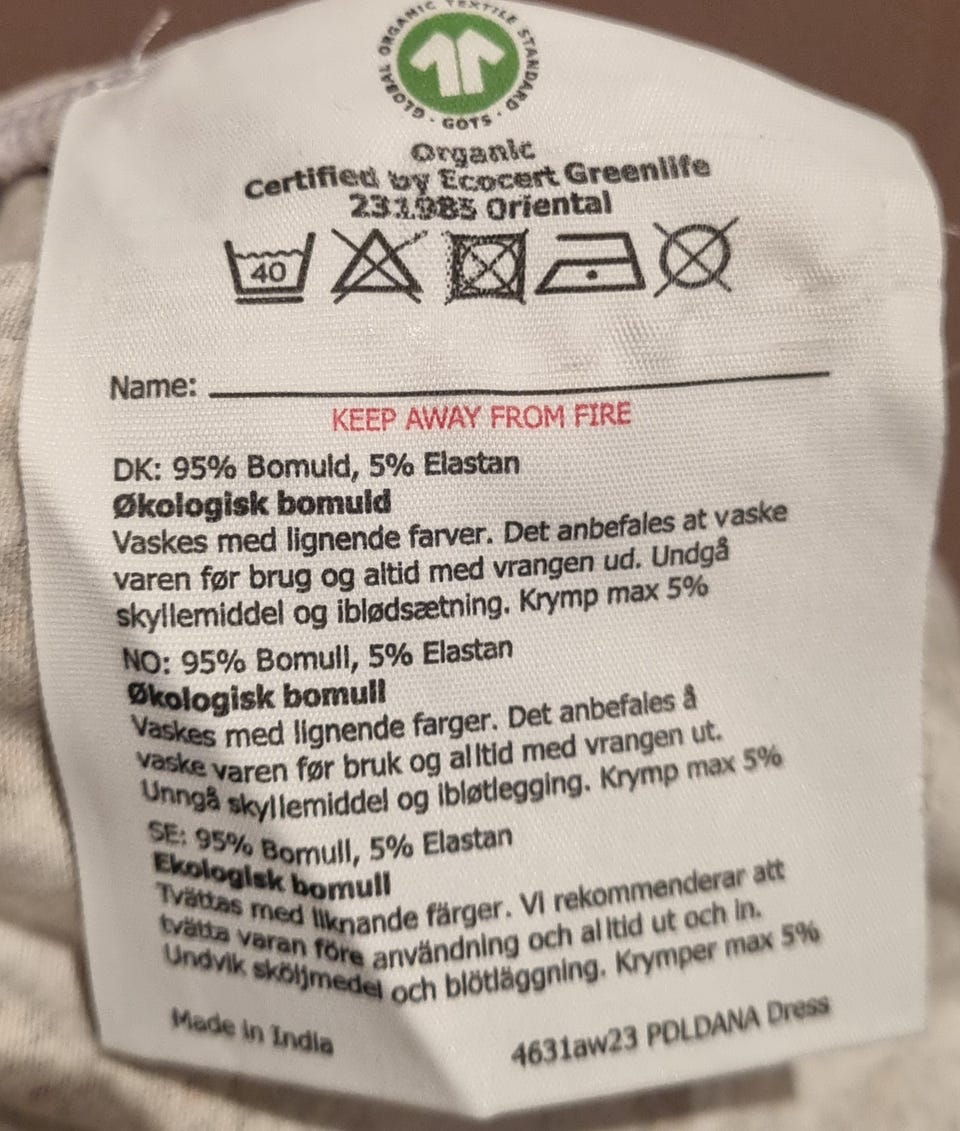 GLOBAL ORGANIC TEXTILE STANDARD · GOTS ·
Organic
Certified by Ecocert Greenlife
231985 Oriental
40
Name:
KEEP AWAY FROM FIRE
DK: 95% Bomuld, 5% Elastan
Økologisk bomuld
Vaskes med lignende farver. Det anbefales at vaske
varen før brug og altid med vrangen ud. Undgå
skyllemiddel og iblødsætning. Krymp max 5%
NO: 95% Bomull, 5% Elastan
Økologisk bomull
Vaskes med lignende farger. Det anbefales å
vaske varen før bruk og alltid med vrangen ut.
Unngå skyllemiddel og ibløtlegging. Krymp max 5%
SE: 95% Bomull, 5% Elastan
Ekologisk bomull
Tvättas med liknande färger. Vi rekommenderar att
tvätta varan före användning och alltid ut och in.
Undvik sköljmedel och blötläggning. Krymper max 5%
Made in India
4631aw23 PDLDANA Dress